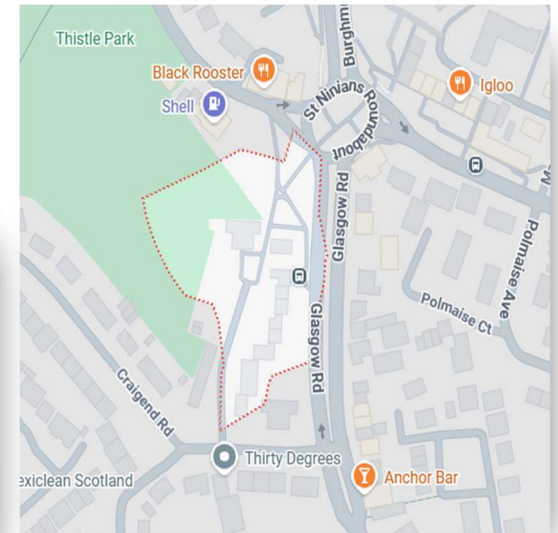 Thistle Park
Burghmu
Black Rooster
Shell
St Ninians Roundabout
Igloo
Glasgow Rd
Polmaise Ave
Polmaise Ct
Glasgow Rd
Craigend Rd
Thirty Degrees
exiclean Scotland
Anchor Bar